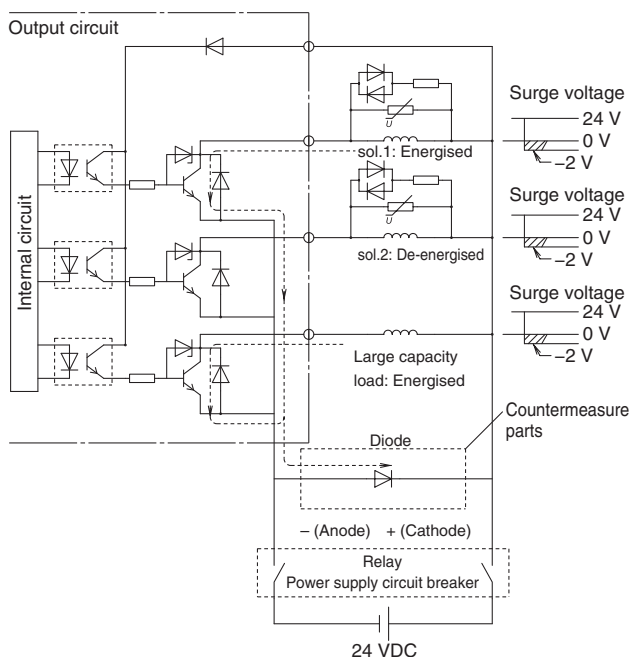 Output circuit
Internal circuit
Surge voltage
24 V
0 V
−2 V
U
sol.1: Energised
Surge voltage
24 V
0 V
−2 V
U
sol.2: De-energised
Surge voltage
24 V
0 V
−2 V
Large capacity
load: Energised
Countermeasure
parts
Diode
− (Anode) + (Cathode)
Relay
Power supply circuit breaker
24 VDC